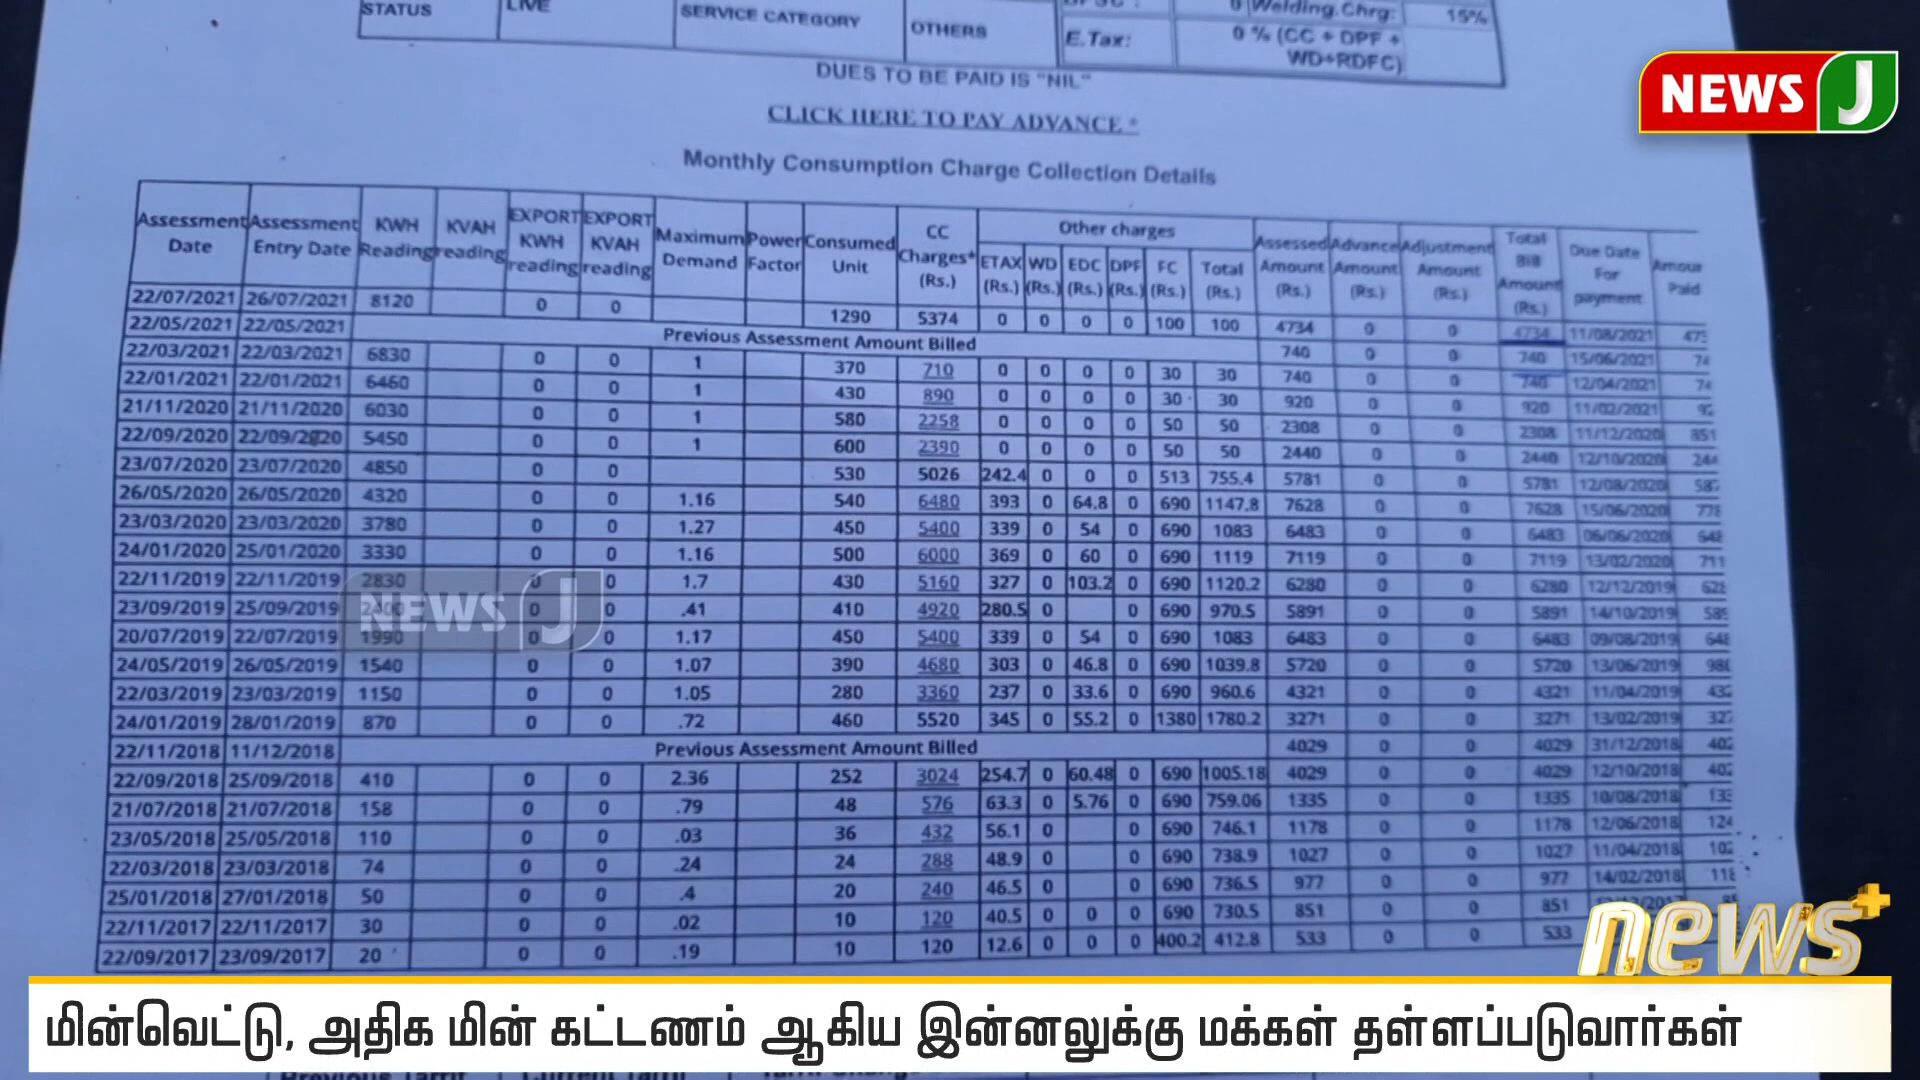 STATUS LIVE SERVICE CATEGORY OTHERS 0 Welding.Chrg: 15%
E.Tax: 0 % (CC + DPF +
WD+RDFC)
NEWS J
DUES TO BE PAID IS "NIL"
CLICK HERE TO PAY ADVANCE *
Monthly Consumption Charge Collection Details
Assessment Date Assessment Entry Date KWH Reading KVAH reading EXPORT KWH reading EXPORT KVAH reading Maximum Demand Power Factor Consumed Unit CC Charges* (Rs.) Other charges ETAX (Rs.) WD (Rs.) EDC (Rs.) DPF (Rs.) FC (Rs.) Total (Rs.) Assessed Amount (Rs.) Advance Amount (Rs.) Adjustment Amount (Rs.) Total Bill Amount (Rs.) Due Date For payment Paid
22/07/2021 26/07/2021 8120 0 0 1290 5374 0 0 0 0 100 100 4734 0 0 4734 11/08/2021
22/05/2021 22/05/2021 Previous Assessment Amount Billed 740 0 0 740 15/06/2021
22/03/2021 22/03/2021 6830 0 0 1 370 710 0 0 0 0 30 30 740 0 0 740 12/04/2021
22/01/2021 22/01/2021 6460 0 0 1 430 890 0 0 0 0 30 30 920 0 0 920 11/02/2021
21/11/2020 21/11/2020 6030 0 0 1 580 2258 0 0 0 0 50 50 2308 0 0 2308 11/12/2020
22/09/2020 22/09/2020 5450 0 0 1 600 2390 0 0 0 0 50 50 2440 0 0 2440 12/10/2020
23/07/2020 23/07/2020 4850 0 0 530 5026 242.4 0 0 0 513 755.4 5781 0 0 5781 12/08/2020
26/05/2020 26/05/2020 4320 0 0 1.16 540 6480 393 0 64.8 0 690 1147.8 7628 0 0 7628 15/06/2020
23/03/2020 23/03/2020 3780 0 0 1.27 450 5400 339 0 54 0 690 1083 6483 0 0 6483 06/06/2020
24/01/2020 25/01/2020 3330 0 0 1.16 500 6000 369 0 60 0 690 1119 7119 0 0 7119 13/02/2020
22/11/2019 22/11/2019 2830 0 0 1.7 430 5160 327 0 103.2 0 690 1120.2 6280 0 0 6280 12/12/2019
23/09/2019 25/09/2019 2400 0 0 .41 410 4920 280.5 0 0 690 970.5 5891 0 0 5891 14/10/2019
20/07/2019 22/07/2019 1990 0 0 1.17 450 5400 339 0 54 0 690 1083 6483 0 0 6483 09/08/2019
NEWS J
24/05/2019 26/05/2019 1540 0 0 1.07 390 4680 303 0 46.8 0 690 1039.8 5720 0 0 5720 13/06/2019
22/03/2019 23/03/2019 1150 0 0 1.05 280 3360 237 0 33.6 0 690 960.6 4321 0 0 4321 11/04/2019
24/01/2019 28/01/2019 870 0 0 .72 460 5520 345 0 55.2 0 1380 1780.2 3271 0 0 3271 13/02/2019
22/11/2018 11/12/2018 Previous Assessment Amount Billed 4029 0 0 4029 31/12/2018
22/09/2018 25/09/2018 410 0 0 2.36 252 3024 254.7 0 60.48 0 690 1005.18 4029 0 0 4029 12/10/2018
21/07/2018 21/07/2018 158 0 0 .79 48 576 63.3 0 5.76 0 690 759.06 1335 0 0 1335 10/08/2018
23/05/2018 25/05/2018 110 0 0 .03 36 432 56.1 0 0 690 746.1 1178 0 0 1178 12/06/2018
22/03/2018 23/03/2018 74 0 0 .24 24 288 48.9 0 0 690 738.9 1027 0 0 1027 11/04/2018
25/01/2018 27/01/2018 50 0 0 .4 20 240 46.5 0 0 690 736.5 977 0 0 977 14/02/2018
22/11/2017 22/11/2017 30 0 0 .02 10 120 40.5 0 0 0 690 730.5 851 0 0 851
22/09/2017 23/09/2017 20 0 0 .19 10 120 12.6 0 0 0 400.2 412.8 533 0 0 533
news+
மின்வெட்டு, அதிக மின் கட்டணம் ஆகிய இன்னலுக்கு மக்கள் தள்ளப்படுவார்கள்